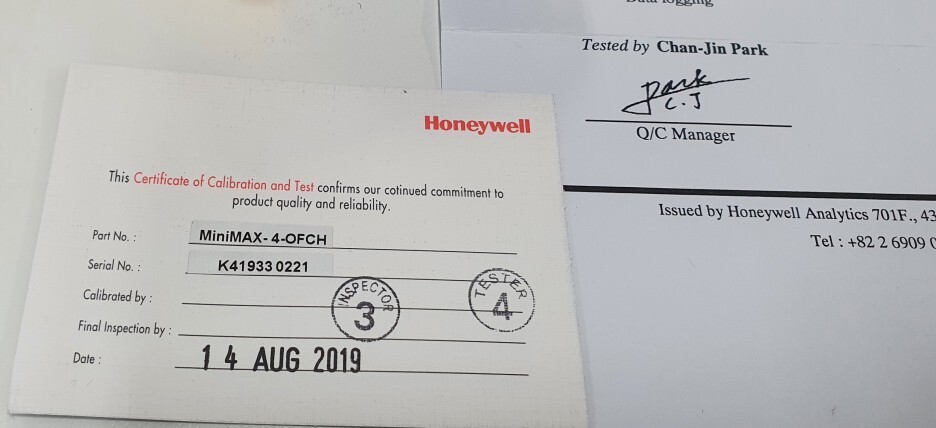 Data logging
Tested by Chan-Jin Park
Park
C.J
Q/C Manager
Issued by Honeywell Analytics 701F., 43
Tel : +82 2 6909
Honeywell
This Certificate of Calibration and Test confirms our cotinued commitment to
product quality and reliability.
Part No. : MiniMAX-4-OFCH
Serial No. : K41933 0221
Calibrated by :
INSPECTOR
3
TESTER
4
Final Inspection by :
Date : 14 AUG 2019